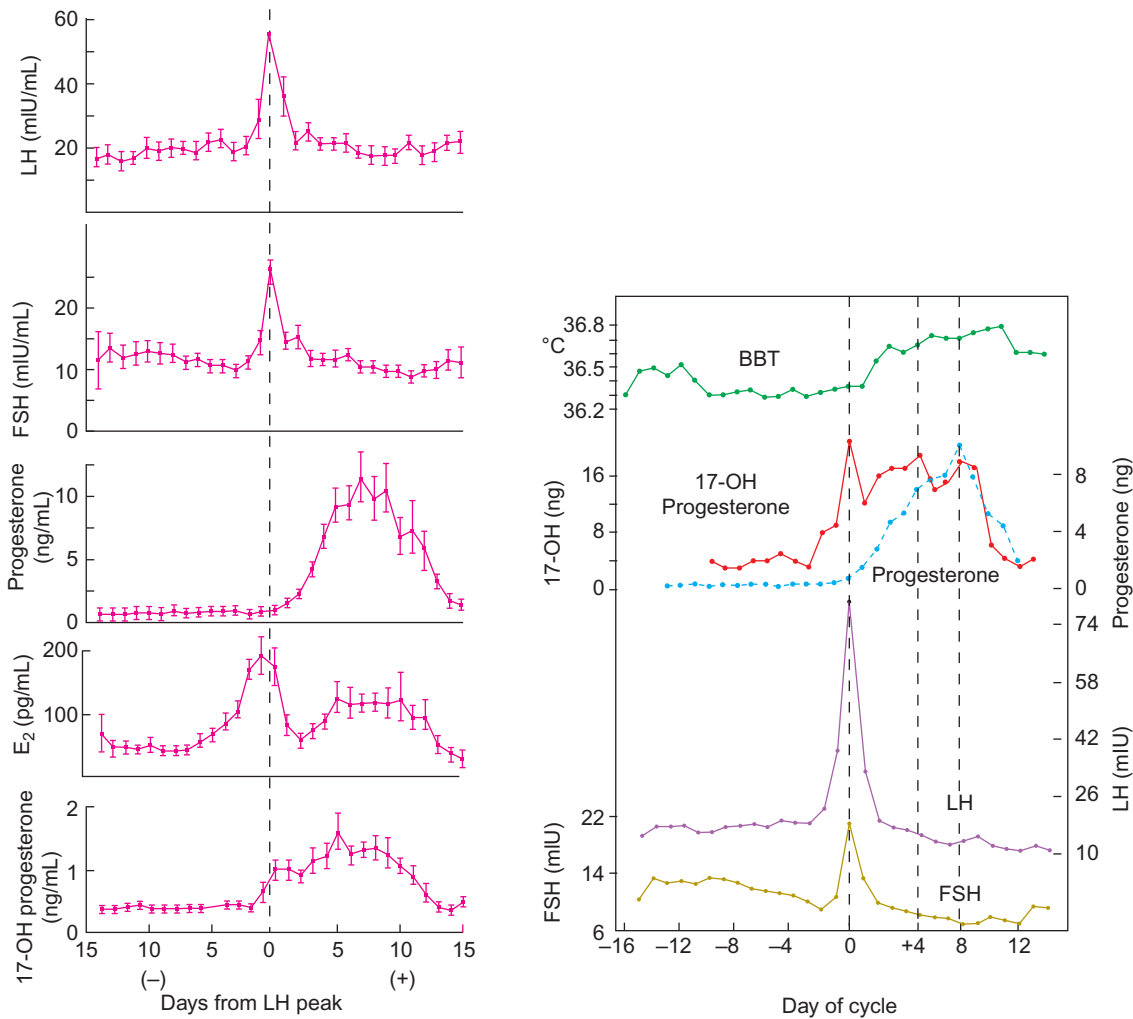 LH (mIU/mL)
60
40
20
FSH (mIU/mL)
20
10
0
Progesterone
(ng/mL)
10
5
0
E2 (pg/mL)
200
100
17-OH progesterone
(ng/mL)
2
1
0
15 10 0 5 10 15
(–) (+)
Days from LH peak
°C
36.8
36.5
36.2
BBT
17-OH (ng)
16
8
0
17-OH
Progesterone
Progesterone
Progesterone (ng)
8
4
0
LH (mIU)
74
58
42
26
10
LH
FSH (mIU)
22
14
6
FSH
–16 –12 –8 –4 0 +4 8 12
Day of cycle